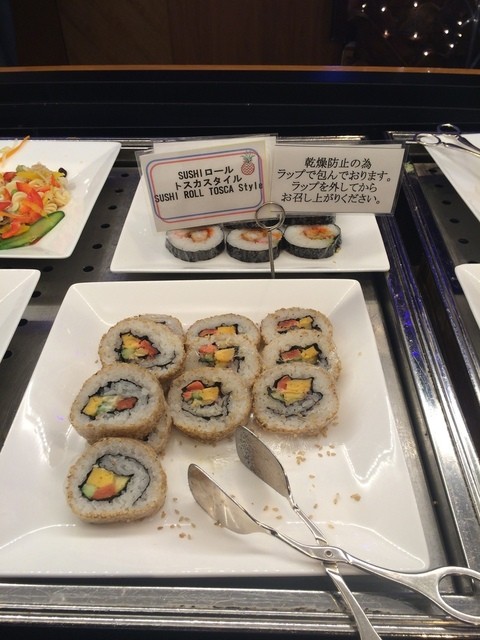 SUSHIロール
トスカスタイル
SUSHI ROLL TOSCA Style
乾燥防止の為
ラップで包んでおります。
ラップを外してから
お召し上がりください。